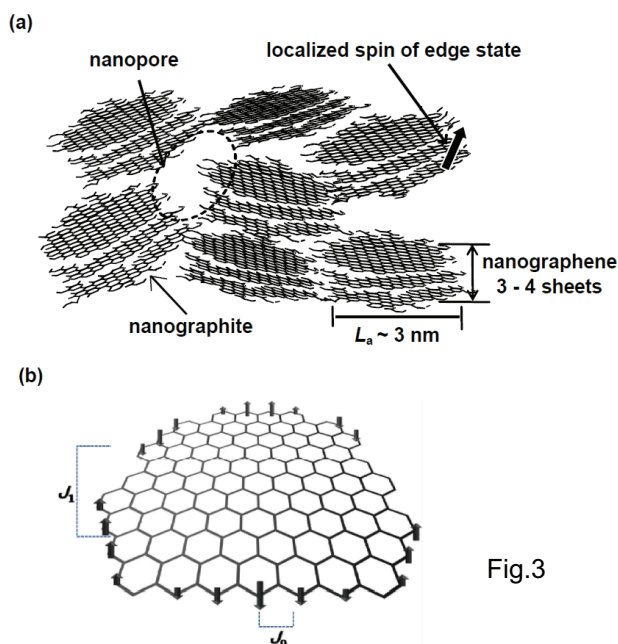 (a)
nanopore
localized spin of edge state
nanographene
3 - 4 sheets
nanographite
Lₐ ~ 3 nm
(b)
J₁
J₀
Fig.3